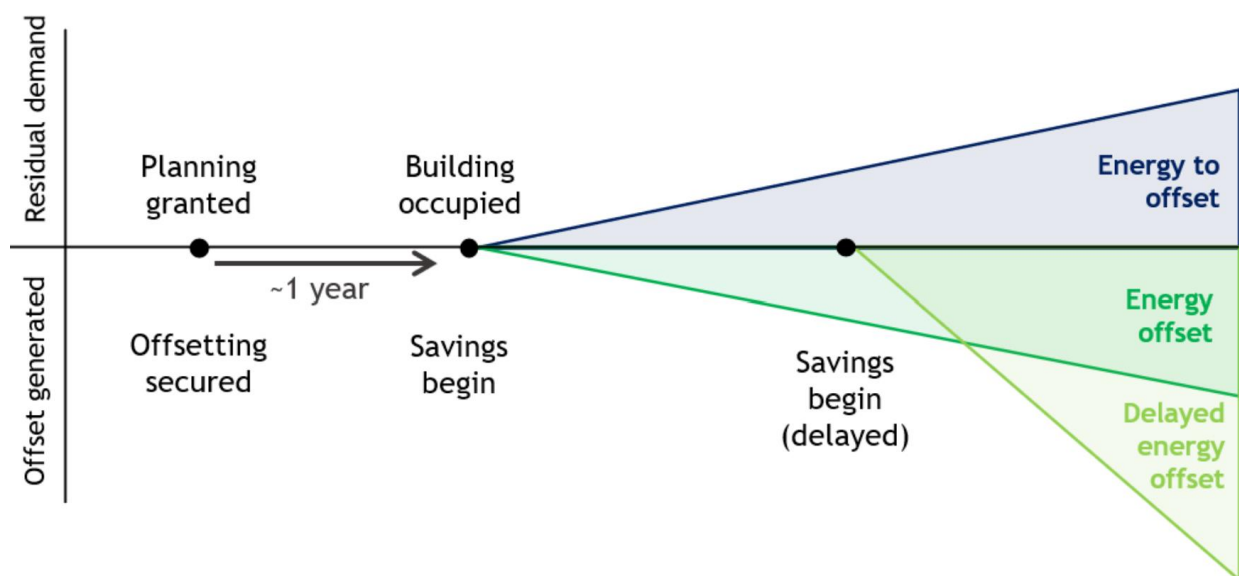 Residual demand
Offset generated
Planning
granted
Building
occupied
~1 year
Offsetting
secured
Savings
begin
Savings
begin
(delayed)
Energy to
offset
Energy
offset
Delayed
energy
offset